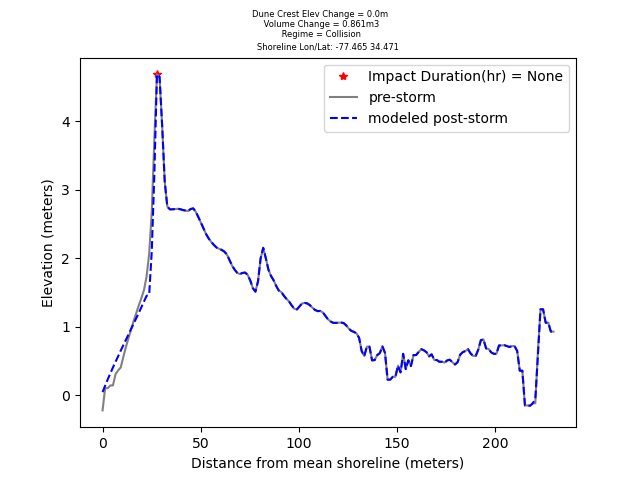 Dune Crest Elev Change = 0.0m
Volume Change = 0.861m3
Regime = Collision
Shoreline Lon/Lat: -77.465 34.471
Impact Duration(hr) = None
pre-storm
modeled post-storm
Elevation (meters)
4
3
2
1
0
0 50 100 150 200
Distance from mean shoreline (meters)